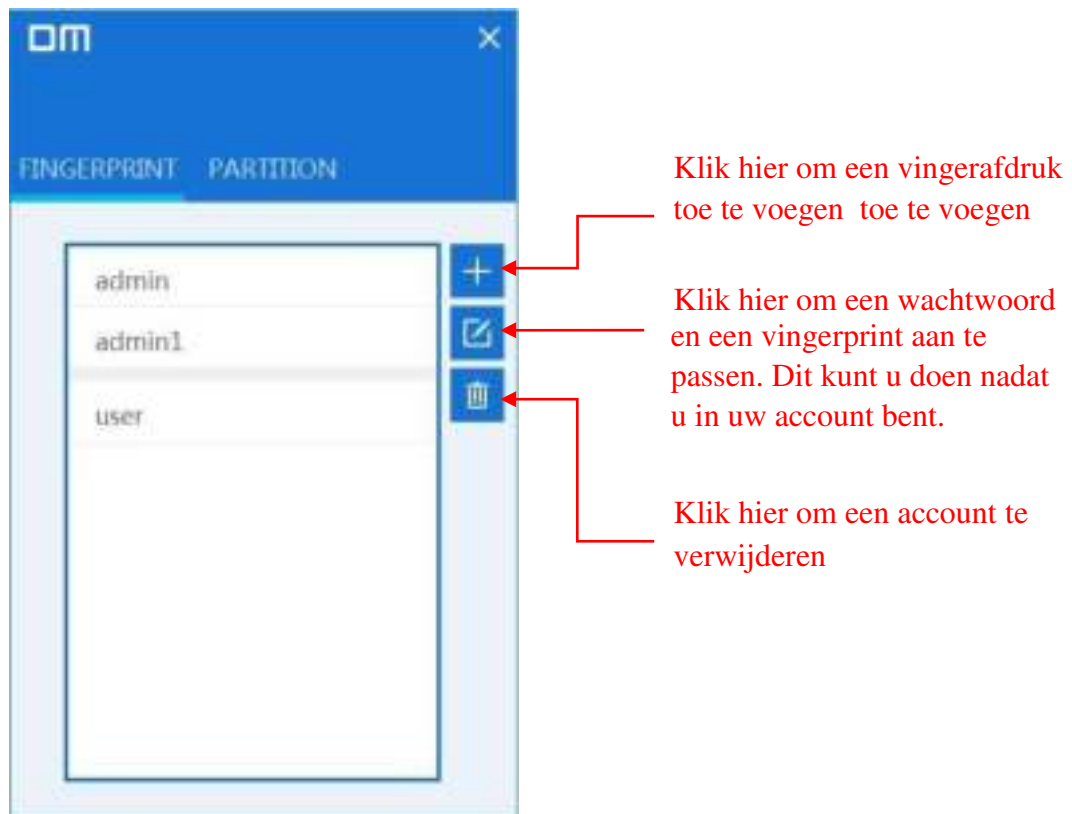 DM
FINGERPRINT PARTITION
admin
admin1
user
Klik hier om een vingerafdruk
toe te voegen toe te voegen
Klik hier om een wachtwoord
en een vingerprint aan te
passen. Dit kunt u doen nadat
u in uw account bent.
Klik hier om een account te
verwijderen